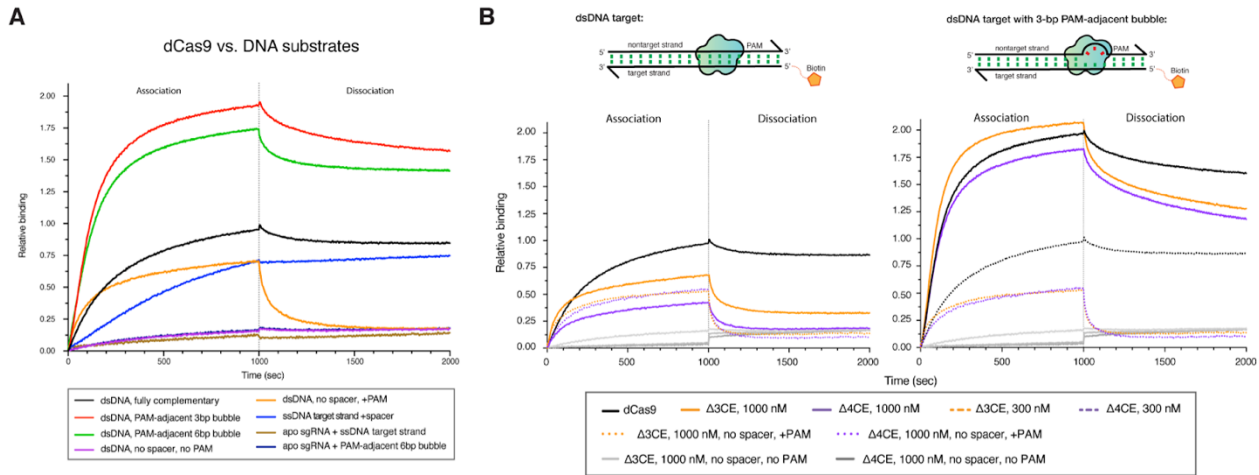 A
dCas9 vs. DNA substrates
Association
Dissociation
Relative binding
2.00
1.75
1.50
1.25
1.00
0.75
0.50
0.25
0.00
0
500
1000
1500
2000
Time (sec)
dsDNA, fully complementary
dsDNA, PAM-adjacent 3bp bubble
dsDNA, PAM-adjacent 6bp bubble
dsDNA, no spacer, no PAM
dsDNA, no spacer, +PAM
ssDNA target strand +spacer
apo sgRNA + ssDNA target strand
apo sgRNA + PAM-adjacent 6bp bubble
B
dsDNA target:
nontarget strand
PAM
5'
3'
3'
5'
target strand
Biotin
Association
Dissociation
Relative binding
2.00
1.75
1.50
1.25
1.00
0.75
0.50
0.25
0.00
0
500
1000
1500
2000
dsDNA target with 3-bp PAM-adjacent bubble:
nontarget strand
PAM
5'
3'
3'
5'
target strand
Biotin
Association
Dissociation
2.00
1.75
1.50
1.25
1.00
0.75
0.50
0.25
0.00
0
500
1000
1500
2000
Time (sec)
dCas9
Δ3CE, 1000 nM
Δ4CE, 1000 nM
Δ3CE, 300 nM
Δ4CE, 300 nM
Δ3CE, 1000 nM, no spacer, +PAM
Δ4CE, 1000 nM, no spacer, +PAM
Δ3CE, 1000 nM, no spacer, no PAM
Δ4CE, 1000 nM, no spacer, no PAM